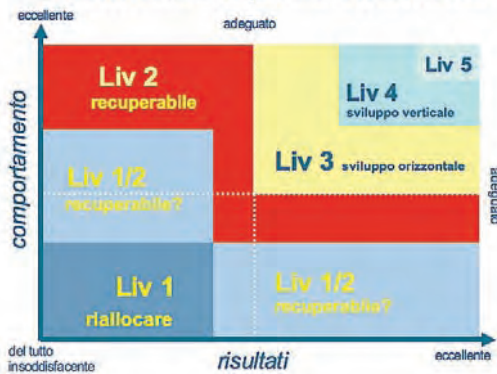 eccellente
adeguato
Liv 2
recuperabile
Liv 5
Liv 4
sviluppo verticale
Liv 3 sviluppo orizzontale
Liv 1/2
recuperabile?
comportamento
adeguato
Liv 1
riallocare
Liv 1/2
recuperabile?
del tutto
insoddisfacente
risultati
eccellente